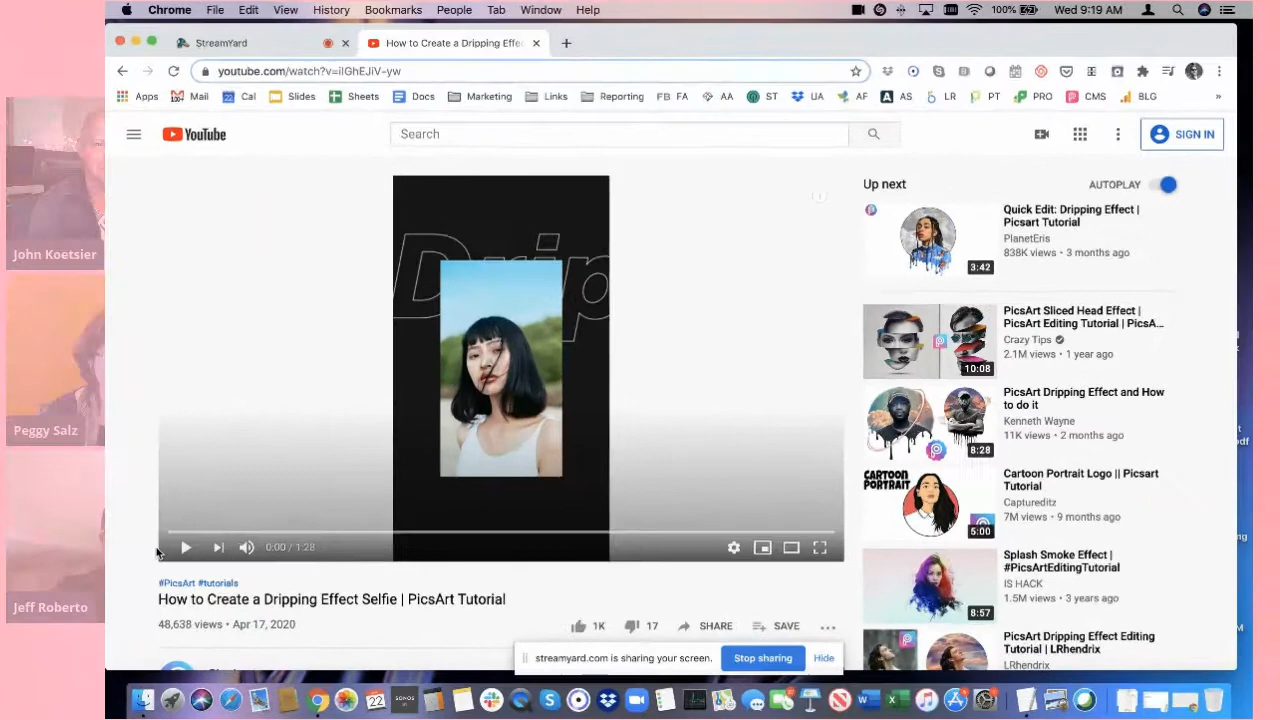 Chrome File Edit View History Bookmarks People Tab Window Help 100% Wed 9:19 AM
StreamYard How to Create a Dripping Effe
youtube.com/watch?v=ilGhEJiV-yw
Apps Mail Cal Slides Sheets Docs Marketing Links Reporting FB FA AA ST UA AF AS LR PT PRO CMS BLG »
YouTube Search SIGN IN
John Koetsier
Peggy Salz
Jeff Roberto
Drip
0:00 / 1:28
#PicsArt #tutorials
How to Create a Dripping Effect Selfie | PicsArt Tutorial
48,638 views • Apr 17, 2020 1K 17 SHARE SAVE
Up next AUTOPLAY
Quick Edit: Dripping Effect |
Picsart Tutorial
PlanetEris
838K views • 3 months ago
3:42
PicsArt Sliced Head Effect |
PicsArt Editing Tutorial | PicsA...
Crazy Tips
2.1M views • 1 year ago
10:08
PicsArt Dripping Effect and How
to do it
Kenneth Wayne
11K views • 2 months ago
8:28
CARTOON
PORTRAIT
Cartoon Portrait Logo || Picsart
Tutorial
Captureditz
7M views • 9 months ago
5:00
Splash Smoke Effect |
#PicsArtEditingTutorial
IS HACK
1.5M views • 3 years ago
8:57
PicsArt Dripping Effect Editing
Tutorial | LRhendrix
LRhendrix
streamyard.com is sharing your screen. Stop sharing Hide
22 SONOS